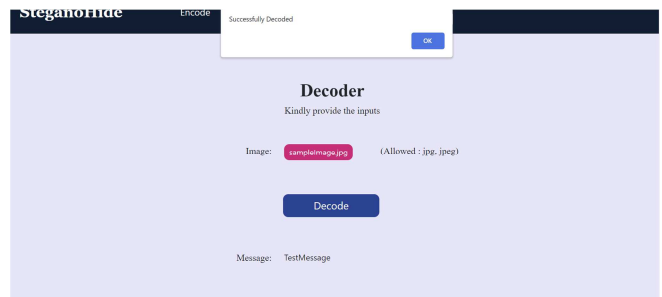 SteganoHide Encode
Successfully Decoded
OK
Decoder
Kindly provide the inputs
Image: sampleImage.jpg (Allowed : jpg, jpeg)
Decode
Message: TestMessage